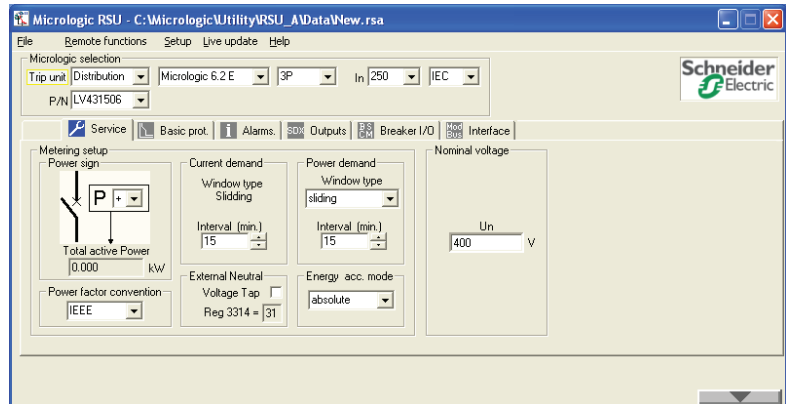 Micrologic RSU - C:\Micrologic\Utility\RSU_A\Data\New.rsa
File Remote functions Setup Live update Help
Micrologic selection
Trip unit Distribution Micrologic 6.2 E 3P In 250 IEC
P/N LV431506
Schneider
Electric
Service Basic prot. Alarms. SDX Outputs BSCM Breaker I/O Mod Bus Interface
Metering setup
Power sign Current demand Power demand Nominal voltage
Window type Window type
P + Slidding sliding
Interval (min.) Interval (min.) Un
15 15 400 V
Total active Power
0.000 kW
External Neutral Energy acc. mode
Power factor convention Voltage Tap absolute
IEEE Reg 3314 = 31